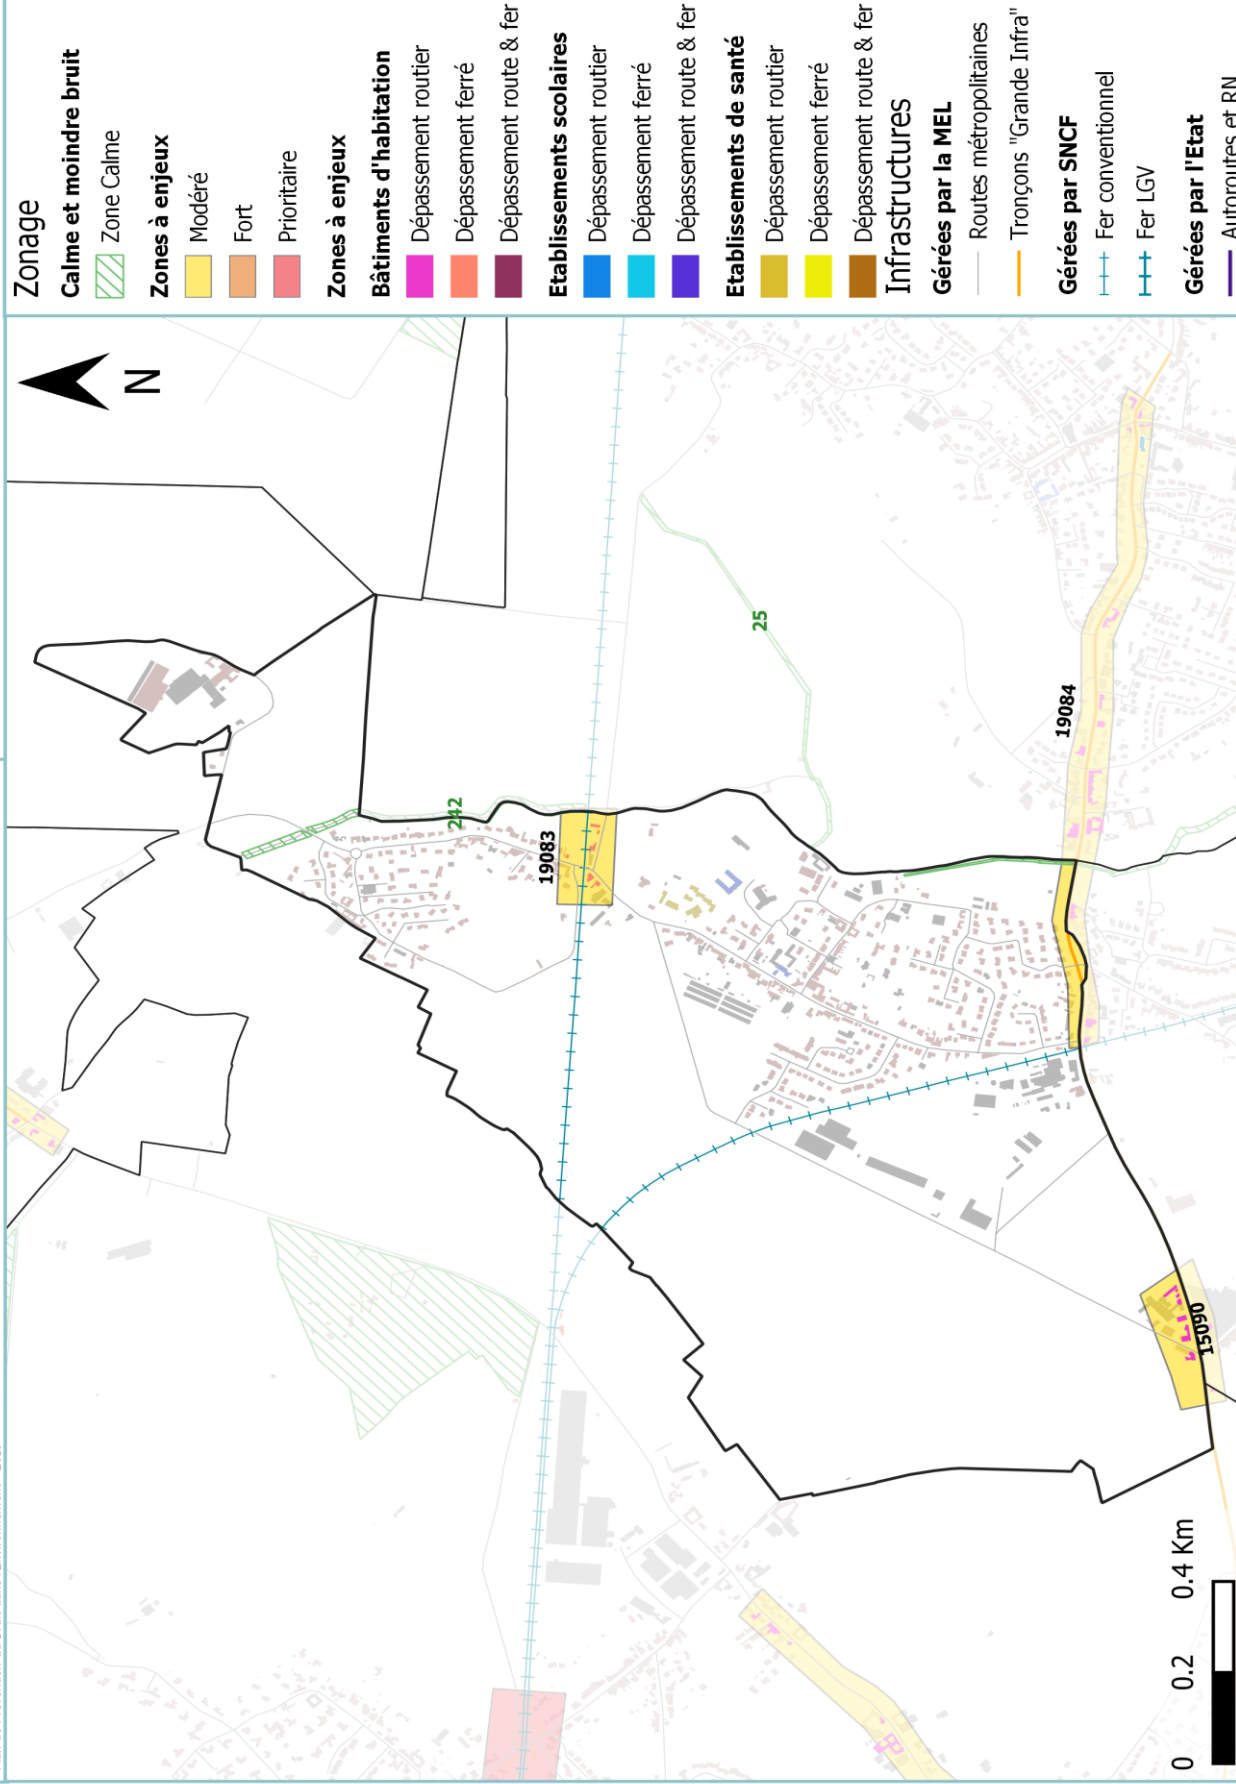 Zonage
Calme et moindre bruit
Zone Calme
Zones à enjeux
Modéré
Fort
Prioritaire
Zones à enjeux
Bâtiments d'habitation
Dépassement routier
Dépassement ferré
Dépassement route & fer
Etablissements scolaires
Dépassement routier
Dépassement ferré
Dépassement route & fer
Etablissements de santé
Dépassement routier
Dépassement ferré
Dépassement route & fer
Infrastructures
Gérées par la MEL
Routes métropolitaines
Tronçons "Grande Infra"
Gérées par SNCF
Fer conventionnel
Fer LGV
Gérées par l'Etat
Autoroutes et RN
N
242
19083
25
19084
15090
0 0.2 0.4 Km